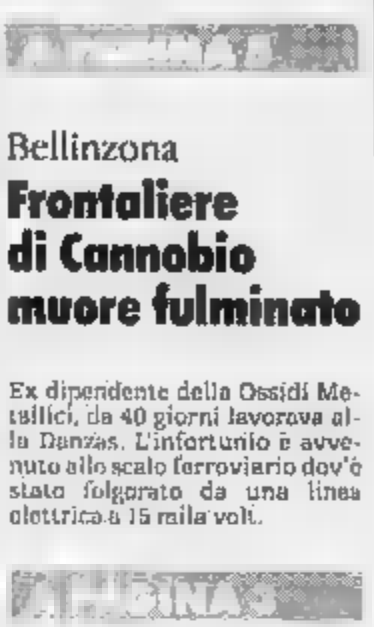 Bellinzona
Frontaliere
di Cannobio
muore fulminato
Ex dipendente della Ossidi Me-
tallici, da 40 giorni lavorava al-
la Danzas. L'infortunio è avve-
nuto allo scalo ferroviario dov'è
stato folgorato da una linea
elettrica a 15 mila volt.